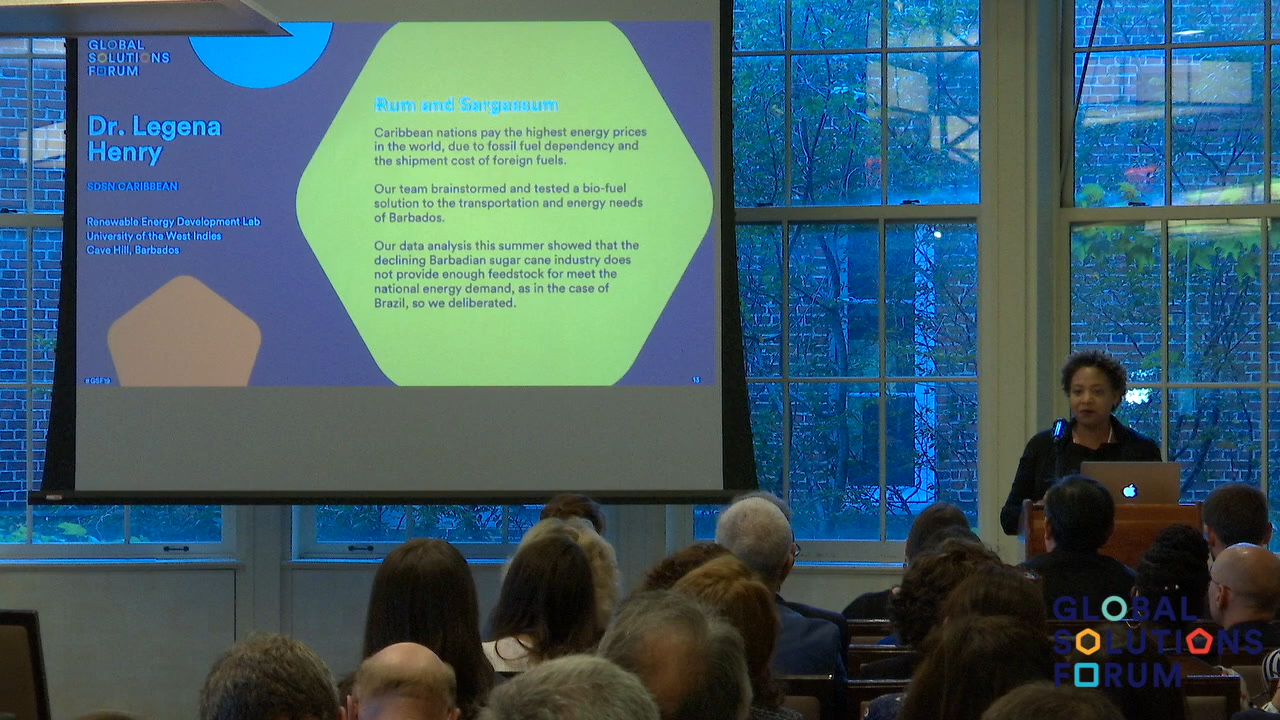 GLOBAL
SOLUTIONS
FORUM
Dr. Legena
Henry
SDSN CARIBBEAN
Renewable Energy Development Lab
University of the West Indies
Cave Hill, Barbados
#GSF19
Rum and Sargassum
Caribbean nations pay the highest energy prices
in the world, due to fossil fuel dependency and
the shipment cost of foreign fuels.
Our team brainstormed and tested a bio-fuel
solution to the transportation and energy needs
of Barbados.
Our data analysis this summer showed that the
declining Barbadian sugar cane industry does
not provide enough feedstock for meet the
national energy demand, as in the case of
Brazil, so we deliberated.
13
GLOBAL
SOLUTIONS
FORUM